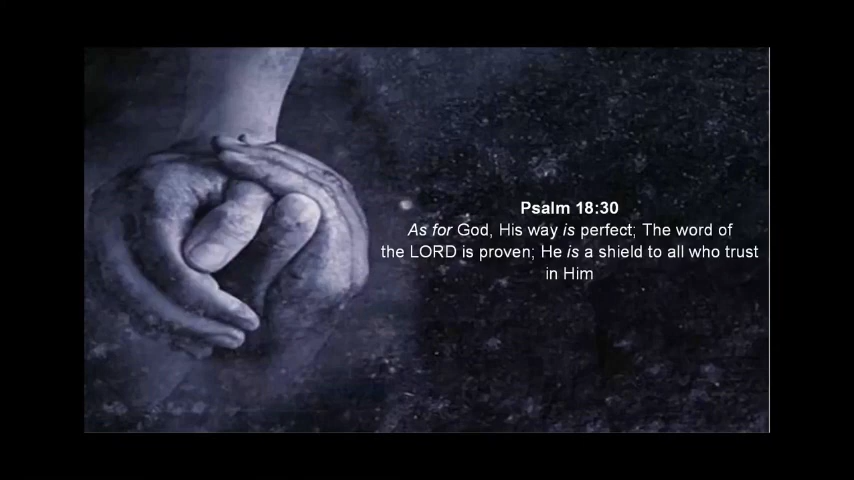 Psalm 18:30
As for God, His way is perfect; The word of
the LORD is proven; He is a shield to all who trust
in Him